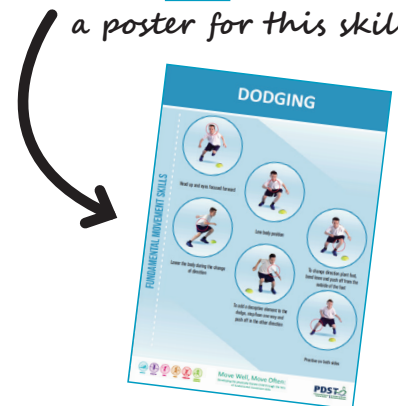 a poster for this skil
DODGING
FUNDAMENTAL MOVEMENT SKILLS
Head up and eyes focused forward
Low body position
Lower the body during the change
of direction
To change direction plant foot,
bend knee and push off from the
outside of the foot
To add a deceptive element to the
dodge, step/lean one way and
push off in the other direction
Practise on both sides
Move Well, Move Often:
PDST